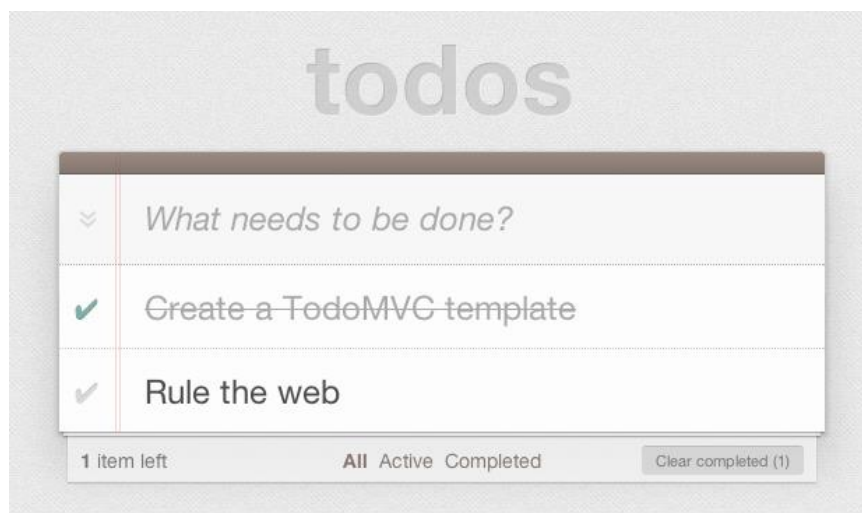 todos
What needs to be done?
Create a TodoMVC template
Rule the web
1 item left All Active Completed Clear completed (1)